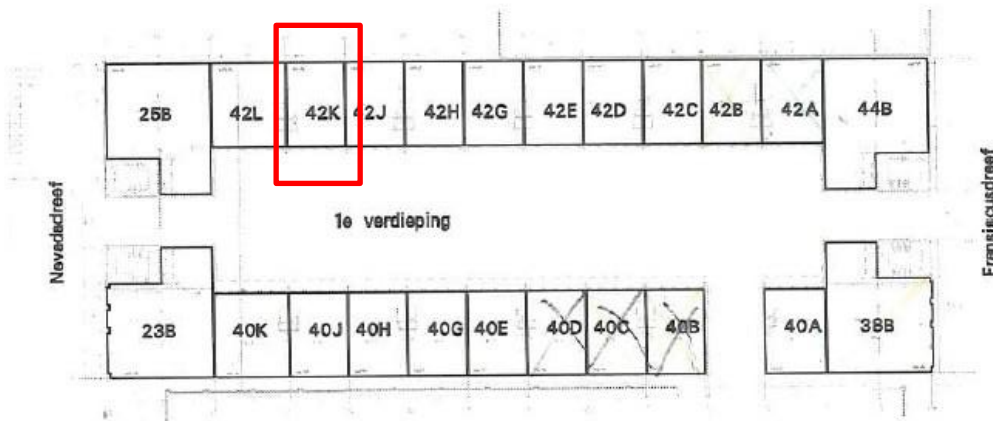 25B 42L 42K 42J 42H 42G 42E 42D 42C 42B 42A 44B
Nevadadreef
1e verdieping
Fransiscusdreef
23B 40K 40J 40H 40G 40E 40D 40C 40B 40A 38B